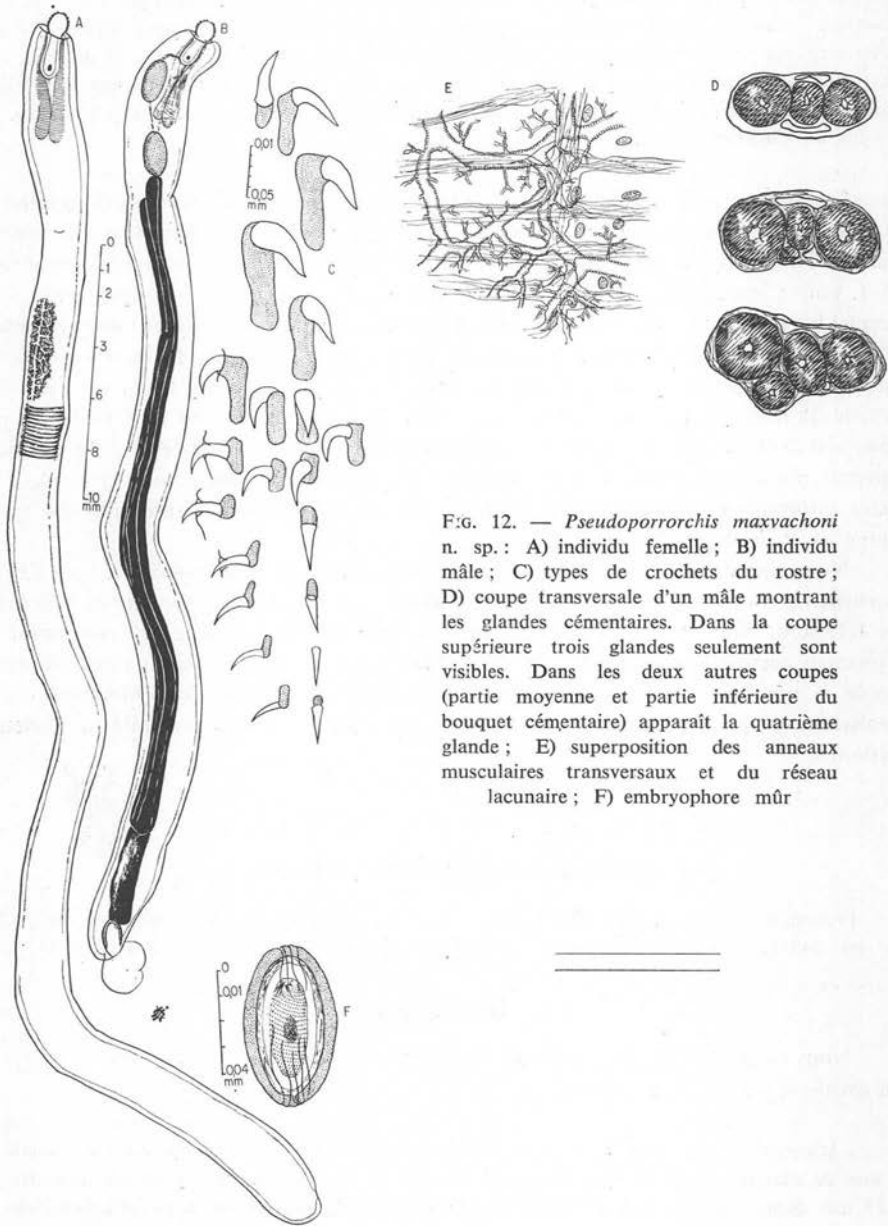 A
B
E
D
0,01
0,05
mm
C
0
1
2
3
6
8
10
mm
F:G. 12. — Pseudoporrorchis maxvachoni
n. sp. : A) individu femelle ; B) individu
mâle ; C) types de crochets du rostre ;
D) coupe transversale d'un mâle montrant
les glandes cémentaires. Dans la coupe
supérieure trois glandes seulement sont
visibles. Dans les deux autres coupes
(partie moyenne et partie inférieure du
bouquet cémentaire) apparaît la quatrième
glande ; E) superposition des anneaux
musculaires transversaux et du réseau
lacunaire ; F) embryophore mûr
0
0,01
0,04
mm
F